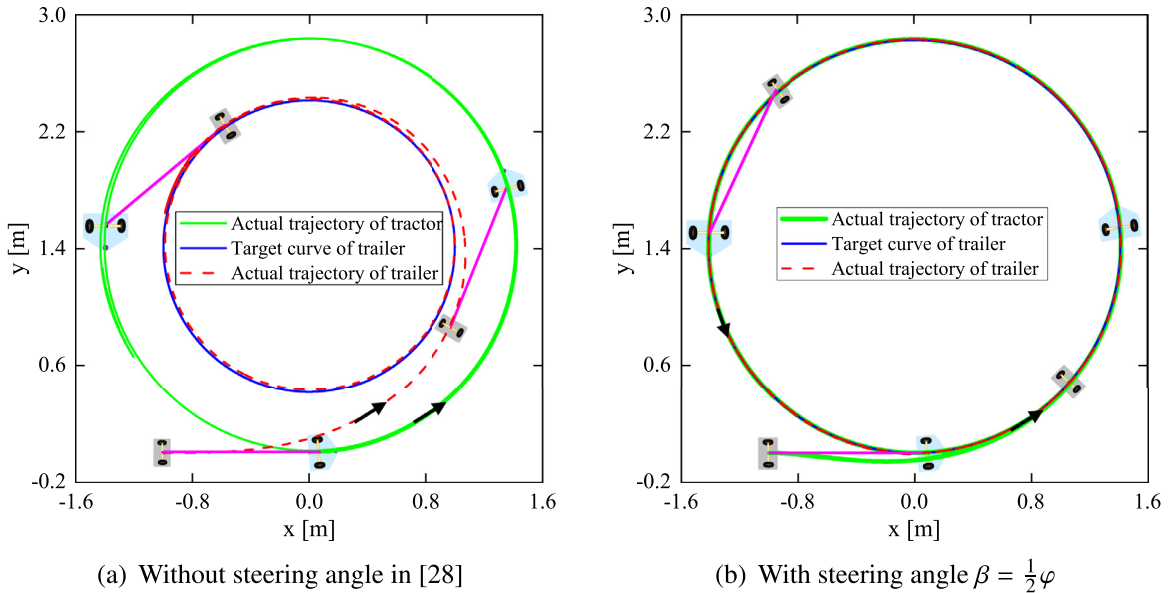 3.0
2.2
1.4
0.6
-0.2
y [m]
-1.6 -0.8 0.0 0.8 1.6
x [m]
Actual trajectory of tractor
Target curve of trailer
Actual trajectory of trailer
(a) Without steering angle in [28]
3.0
2.2
1.4
0.6
-0.2
y [m]
-1.6 -0.8 0.0 0.8 1.6
x [m]
Actual trajectory of tractor
Target curve of trailer
Actual trajectory of trailer
(b) With steering angle β = ½φ